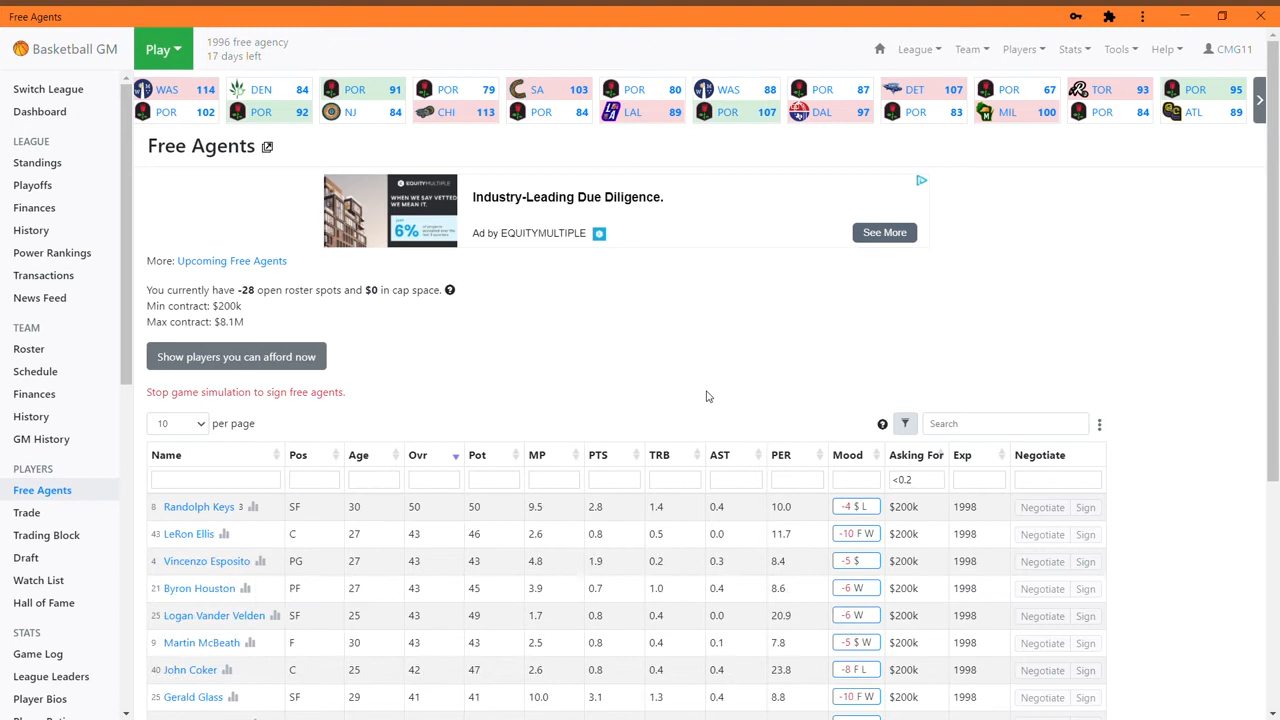 Free Agents
Basketball GM
Play
1996 free agency
17 days left
League Team Players Stats Tools Help CMG11
WAS 114 DEN 84 POR 91 POR 79 SA 103 POR 80 WAS 88 POR 87 DET 107 POR 67 TOR 93 POR 95
POR 102 POR 92 NJ 84 CHI 113 POR 84 LAL 89 POR 107 DAL 97 POR 83 MIL 100 POR 84 ATL 89
Switch League
Dashboard
LEAGUE
Standings
Playoffs
Finances
History
Power Rankings
Transactions
News Feed
TEAM
Roster
Schedule
Finances
History
GM History
PLAYERS
Free Agents
Trade
Trading Block
Draft
Watch List
Hall of Fame
STATS
Game Log
League Leaders
Player Bios
Free Agents
EQUITYMULTIPLE
WHEN WE SAY VETTED
WE MEAN IT.
6%
Industry-Leading Due Diligence.
Ad by EQUITYMULTIPLE
See More
More: Upcoming Free Agents
You currently have -28 open roster spots and $0 in cap space.
Min contract: $200k
Max contract: $8.1M
Show players you can afford now
Stop game simulation to sign free agents.
10 per page
Search
Name Pos Age Ovr Pot MP PTS TRB AST PER Mood Asking For Exp Negotiate
<0.2
8 Randolph Keys 3 SF 30 50 50 9.5 2.8 1.4 0.4 10.0 -4 $ L $200k 1998 Negotiate Sign
43 LeRon Ellis C 27 43 46 2.6 0.8 0.5 0.0 11.7 -10 F W $200k 1998 Negotiate Sign
4 Vincenzo Esposito PG 27 43 43 4.8 1.9 0.2 0.3 8.4 -5 $ $200k 1998 Negotiate Sign
21 Byron Houston PF 27 43 45 3.9 0.7 1.0 0.4 8.6 -6 W $200k 1998 Negotiate Sign
25 Logan Vander Velden SF 25 43 49 1.7 0.8 0.4 0.0 20.9 -6 W $200k 1998 Negotiate Sign
9 Martin McBeath F 30 43 43 2.5 0.8 0.4 0.1 7.8 -5 $ W $200k 1998 Negotiate Sign
40 John Coker C 25 42 47 2.6 0.8 0.4 0.4 23.8 -8 F L $200k 1998 Negotiate Sign
25 Gerald Glass SF 29 41 41 10.0 3.1 1.3 0.4 8.8 -10 F W $200k 1998 Negotiate Sign